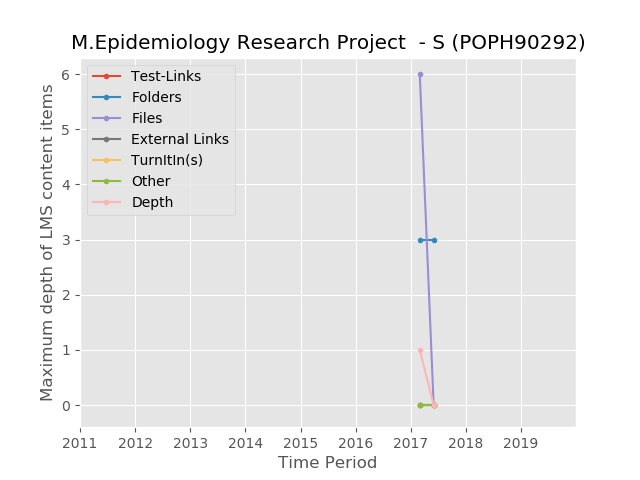 M.Epidemiology Research Project  - S (POPH90292)
Test-Links
Folders
Files
External Links
TurnItIn(s)
Other
Depth
Maximum depth of LMS content items
6
5
4
3
2
1
0
2011 2012 2013 2014 2015 2016 2017 2018 2019
Time Period